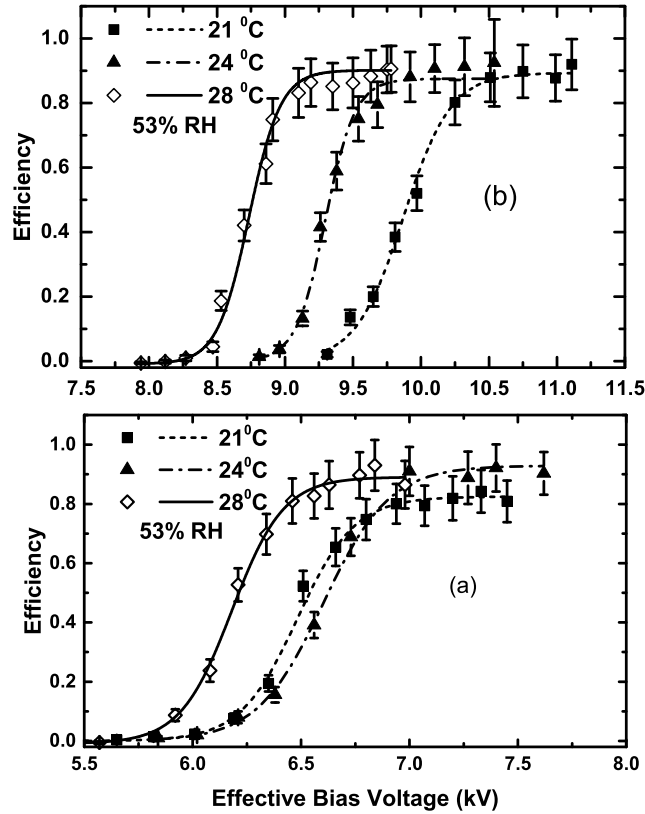 21 ⁰C
24 ⁰C
28 ⁰C
53% RH
(b)
Efficiency
1.0
0.8
0.6
0.4
0.2
0.0
7.5 8.0 8.5 9.0 9.5 10.0 10.5 11.0 11.5
21⁰C
24⁰C
28⁰C
53% RH
(a)
Efficiency
1.0
0.8
0.6
0.4
0.2
0.0
5.5 6.0 6.5 7.0 7.5 8.0
Effective Bias Voltage (kV)